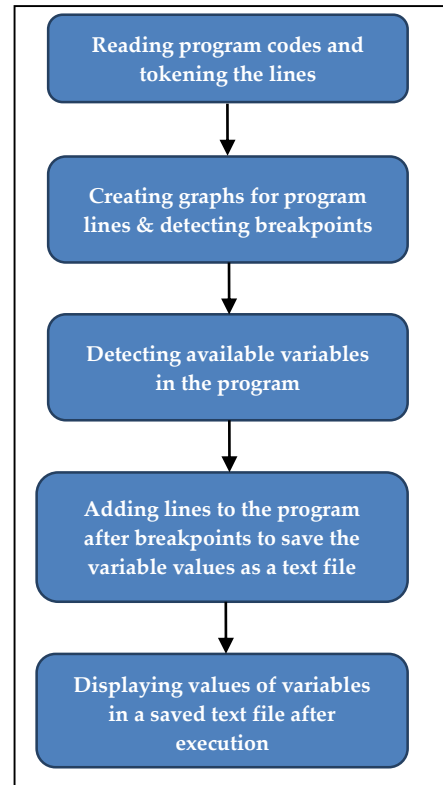 Reading program codes and
tokening the lines
Creating graphs for program
lines & detecting breakpoints
Detecting available variables
in the program
Adding lines to the program
after breakpoints to save the
variable values as a text file
Displaying values of variables
in a saved text file after
execution